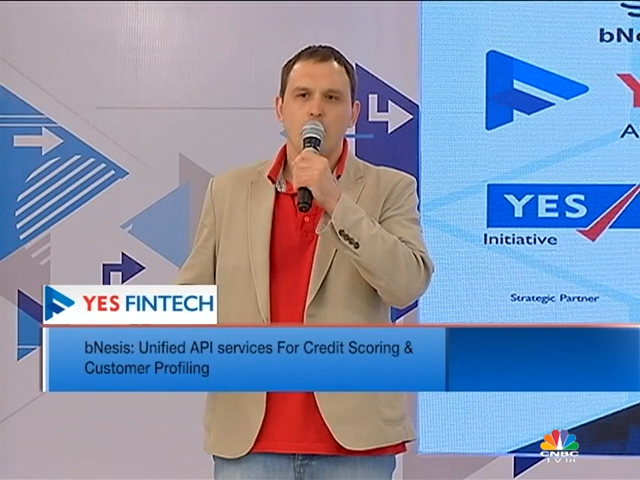 bNe
YES
Initiative
Strategic Partner
YES FINTECH
bNesis: Unified API services For Credit Scoring &
Customer Profiling
CNBC
TV18